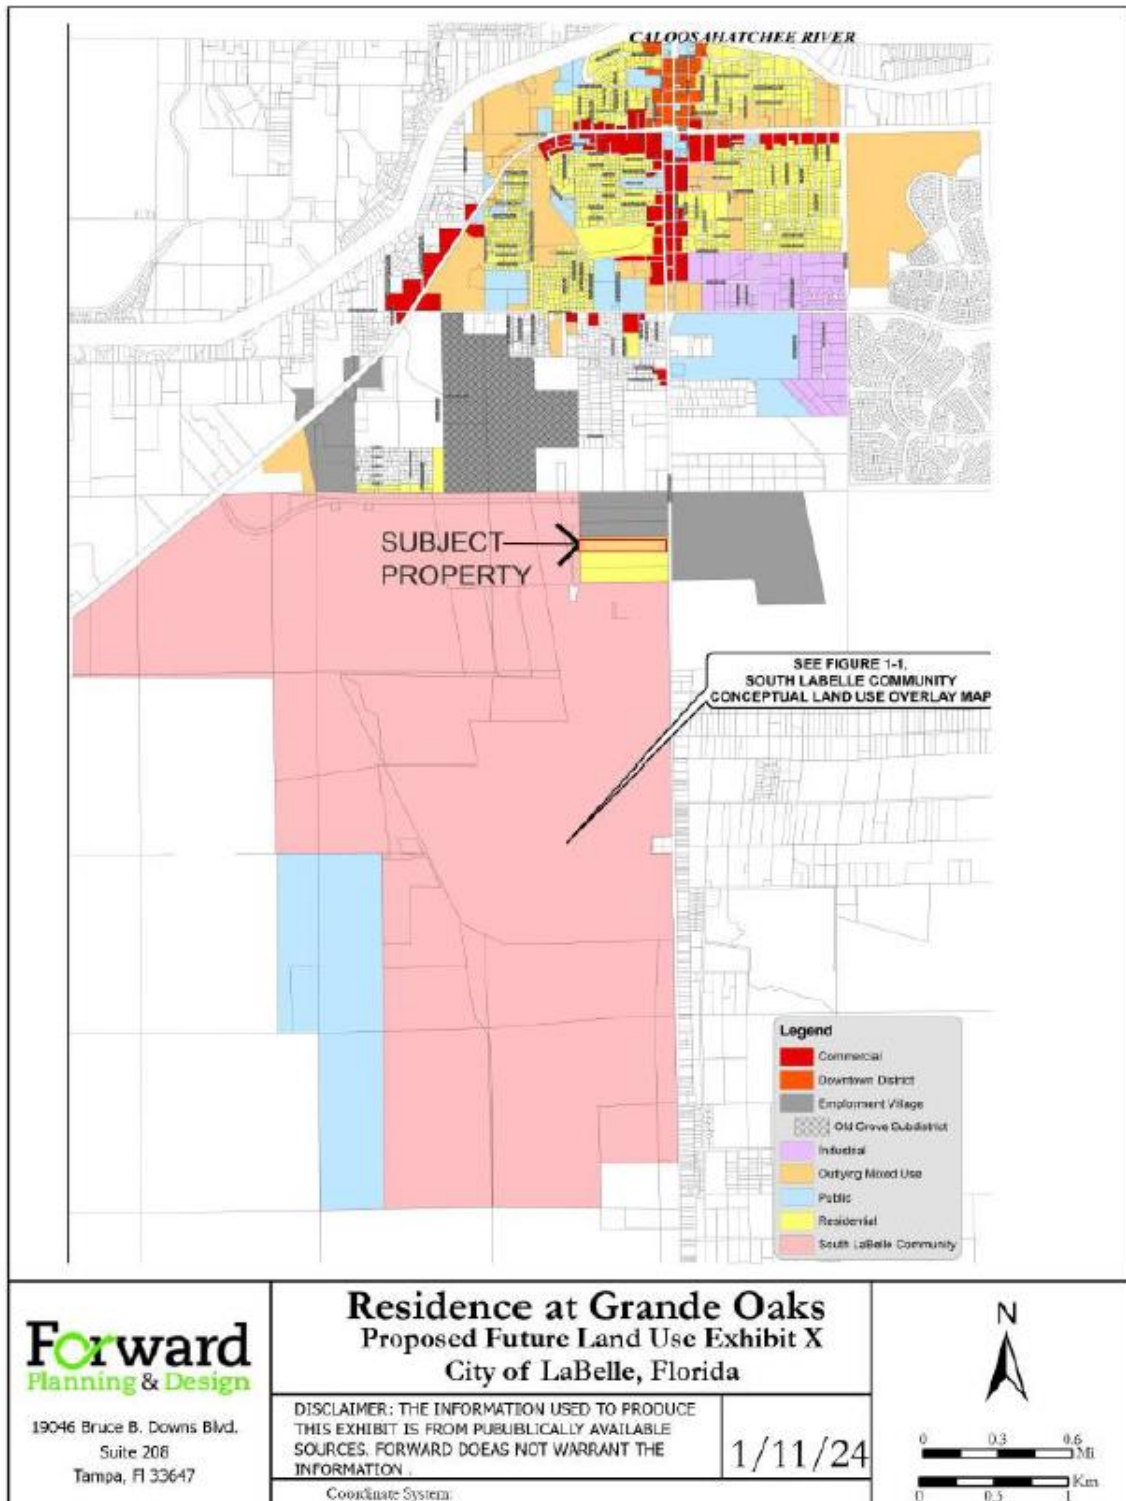 CALOOSAHATCHEE RIVER
SUBJECT
PROPERTY
SEE FIGURE 1-1,
SOUTH LABELLE COMMUNITY
CONCEPTUAL LAND USE OVERLAY MAP
Legend
Commercial
Downtown District
Employment Village
Old Grove Subdistrict
Industrial
Outlying Mixed Use
Public
Residential
South LaBelle Community
Forward
Planning & Design
19046 Bruce B. Downs Blvd.
Suite 208
Tampa, Fl 33647
Residence at Grande Oaks
Proposed Future Land Use Exhibit X
City of LaBelle, Florida
DISCLAIMER: THE INFORMATION USED TO PRODUCE
THIS EXHIBIT IS FROM PUBUBLICALLY AVAILABLE
SOURCES. FORWARD DOEAS NOT WARRANT THE
INFORMATION .
1/11/24
Coordinate System:
N
0 0.3 0.6
Mi
Km
0 0.5 1